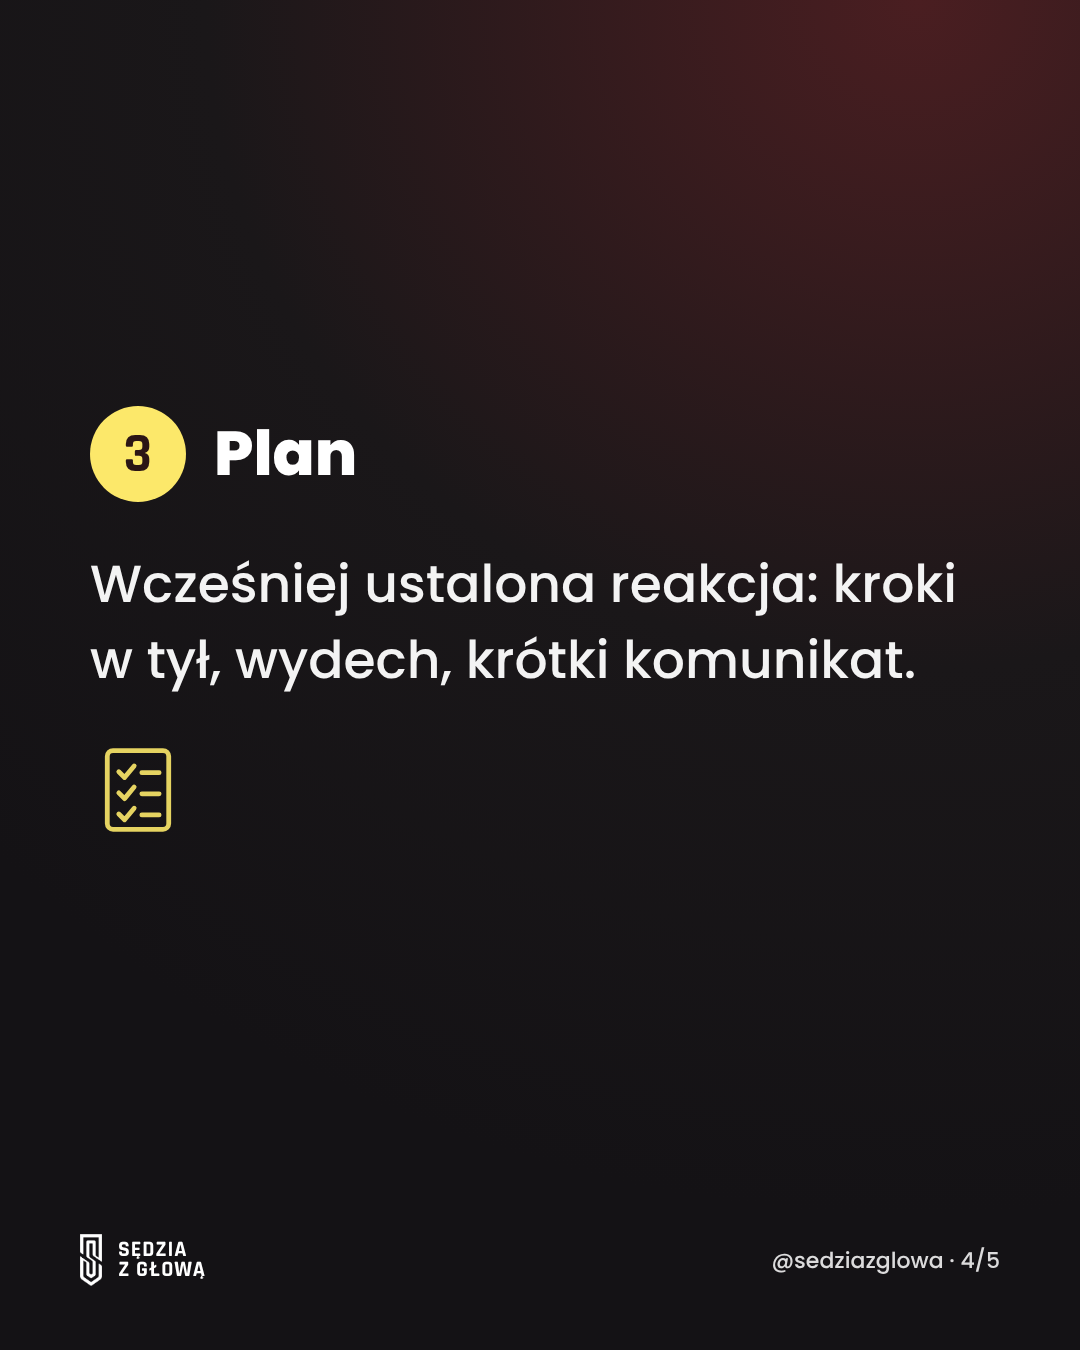 3 Plan
Wcześniej ustalona reakcja: kroki
w tył, wydech, krótki komunikat.
SĘDZIA
Z GŁOWĄ
@sedziazglowa · 4/5